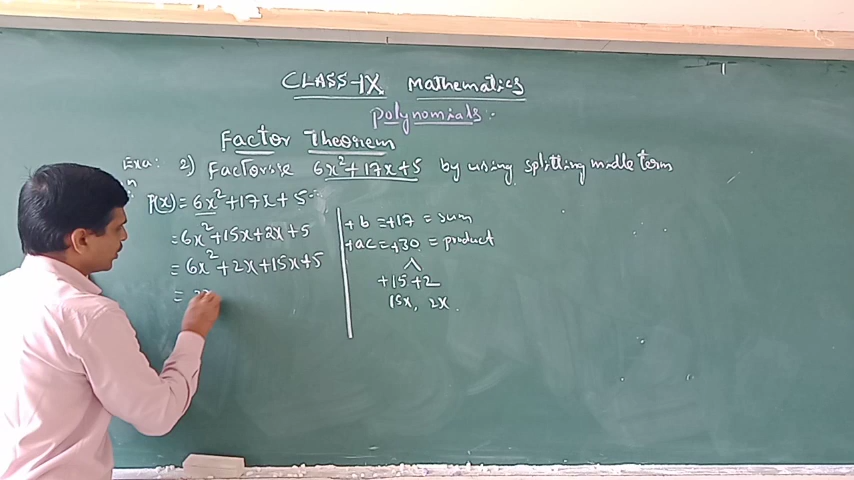 CLASS-IX Mathematics
Polynomials:
Factor Theorem
Exa: 2) Factorise 6x² + 17x + 5 by using splitting middle term
P(x) = 6x² + 17x + 5
= 6x² + 15x + 2x + 5
= 6x² + 2x + 15x + 5
= 2x
+ b = +17 = sum
+ ac = +30 = product
+15 +2
15x, 2x.